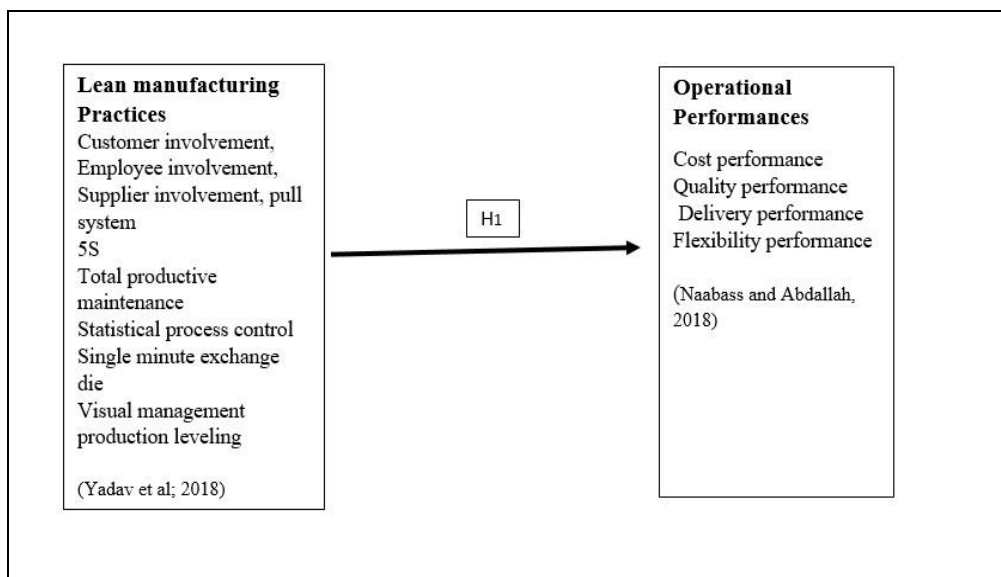 Lean manufacturing
Practices
Customer involvement,
Employee involvement,
Supplier involvement, pull
system
5S
Total productive
maintenance
Statistical process control
Single minute exchange
die
Visual management
production leveling
(Yadav et al; 2018)
H1
Operational
Performances
Cost performance
Quality performance
Delivery performance
Flexibility performance
(Naabass and Abdallah,
2018)